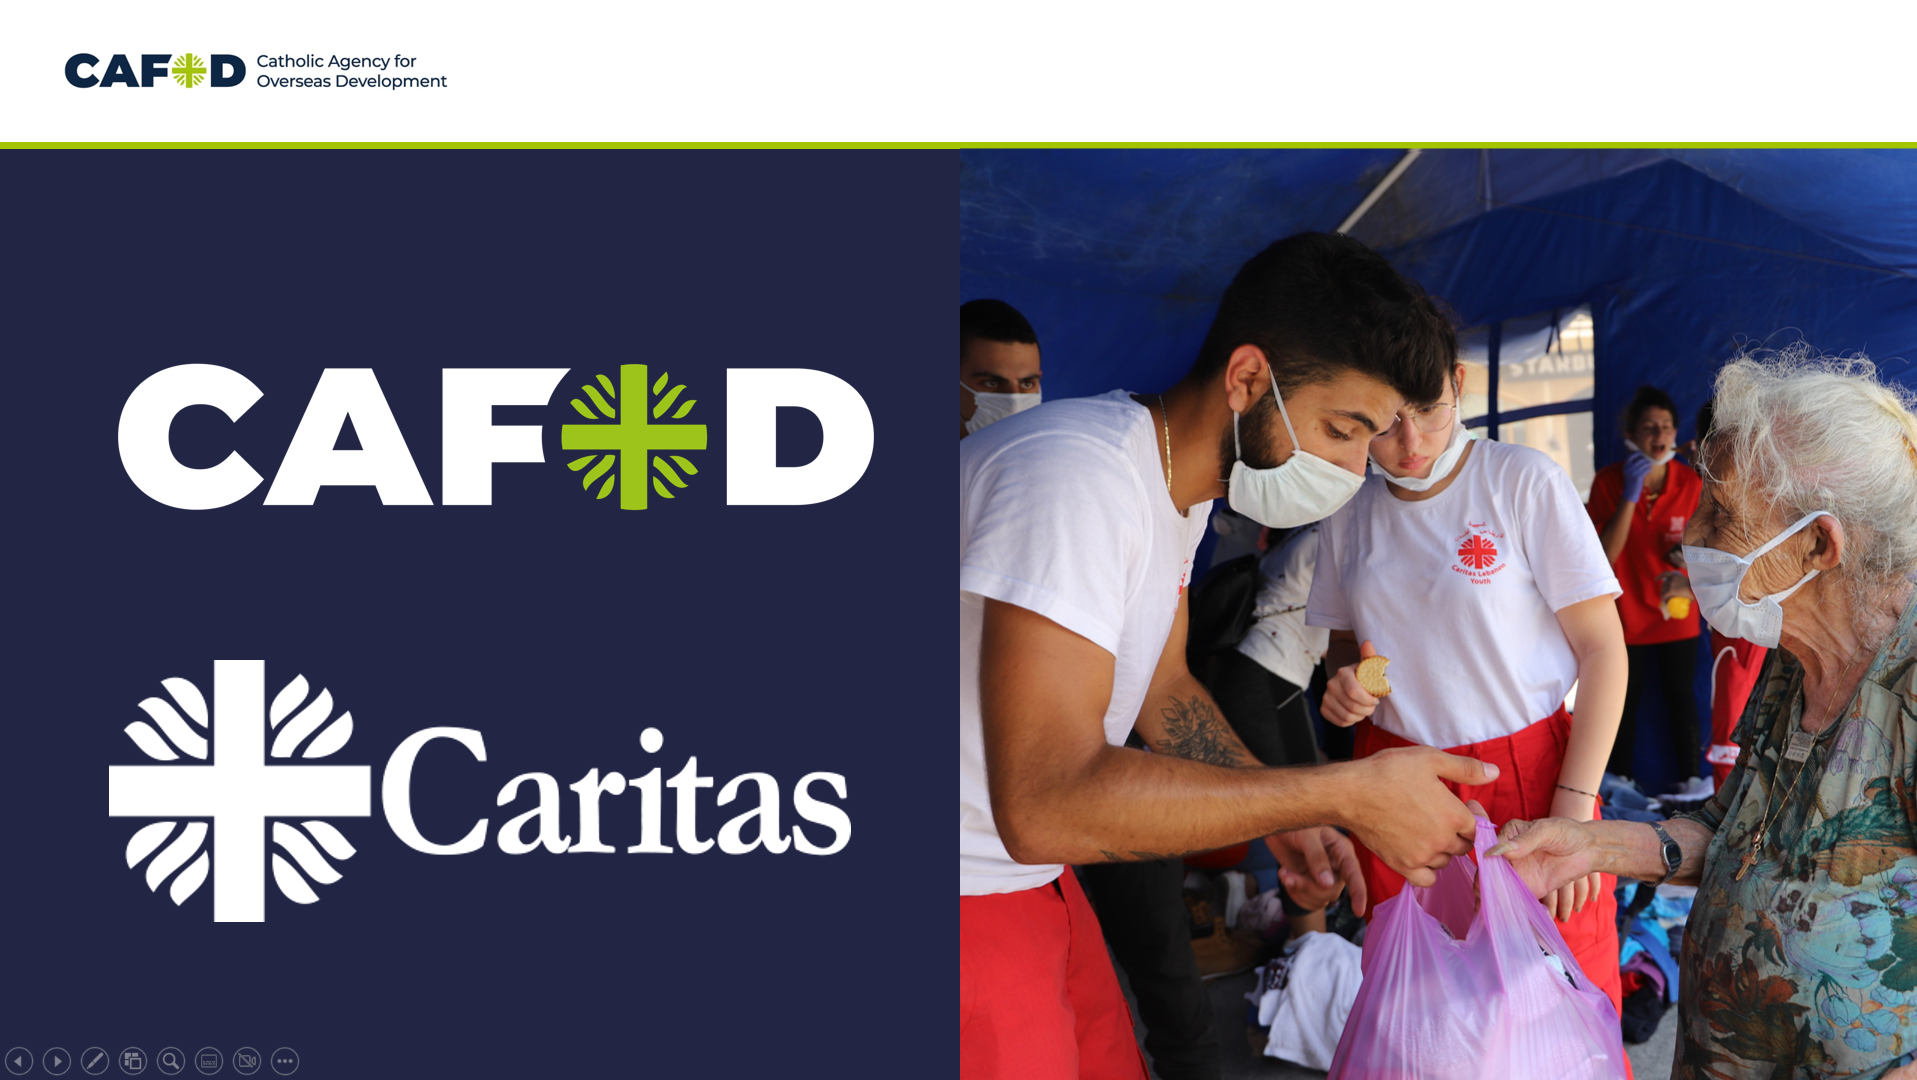 CAFOD
Catholic Agency for
Overseas Development
CAFOD
Caritas
Caritas Lebanon
Youth